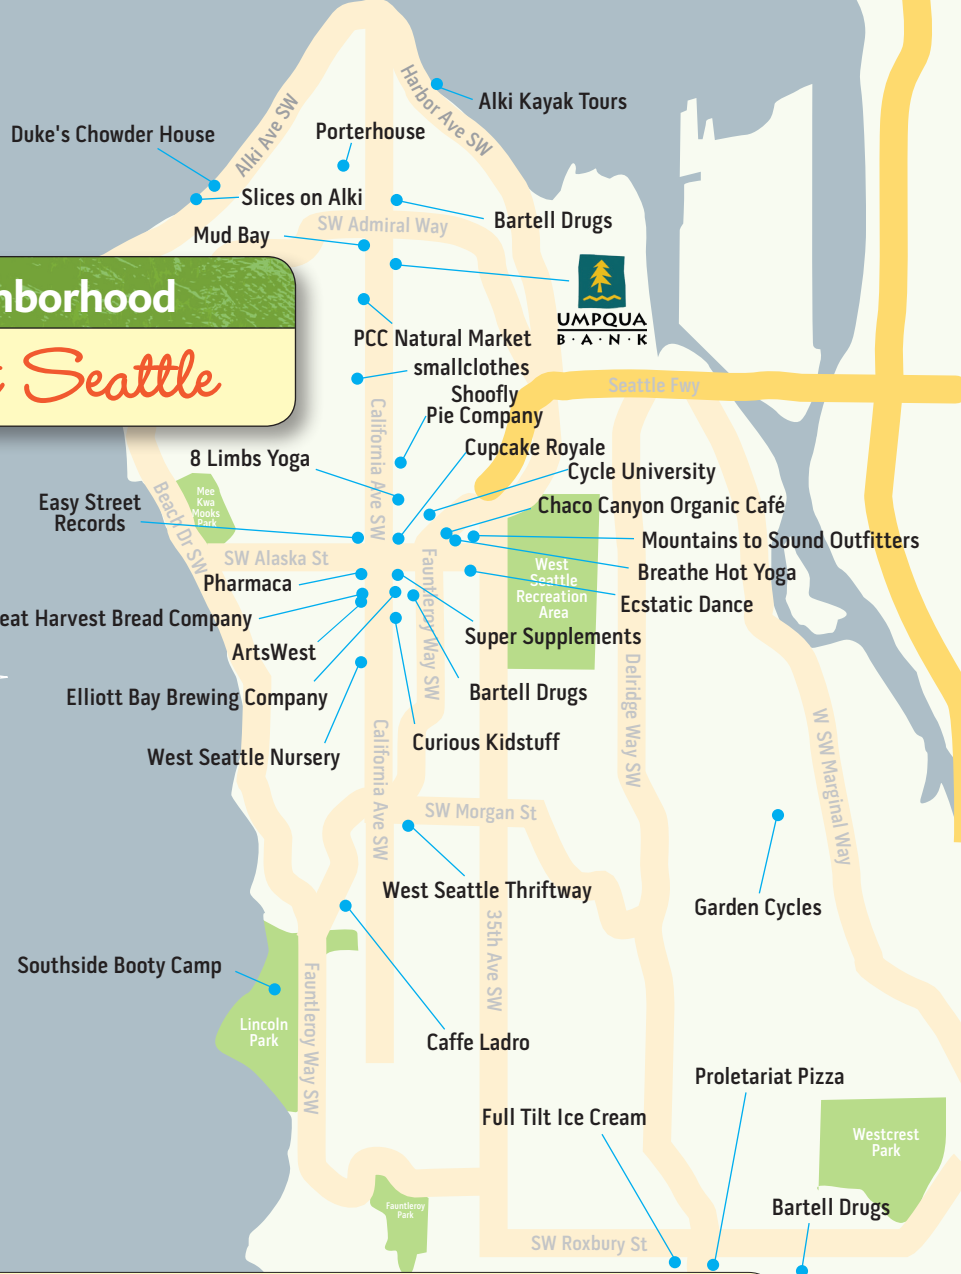 Alki Kayak Tours
Harbor Ave SW
Alki Ave SW
Duke's Chowder House
Porterhouse
Slices on Alki
Bartell Drugs
SW Admiral Way
Mud Bay
UMPQUA
B·A·N·K
nborhood
Seattle
PCC Natural Market
smallclothes
Seattle Fwy
Shoofly
Pie Company
California Ave SW
Cupcake Royale
8 Limbs Yoga
Cycle University
Beach Dr SW
Mee
Kwa
Mooks
Park
Easy Street
Records
Chaco Canyon Organic Café
Mountains to Sound Outfitters
SW Alaska St
Fauntleroy Way SW
West
Seattle
Recreation
Area
Breathe Hot Yoga
Pharmaca
Ecstatic Dance
eat Harvest Bread Company
Super Supplements
ArtsWest
Delridge Way SW
Elliott Bay Brewing Company
Bartell Drugs
California Ave SW
Curious Kidstuff
West Seattle Nursery
W SW Marginal Way
SW Morgan St
West Seattle Thriftway
Garden Cycles
35th Ave SW
Southside Booty Camp
Fauntleroy Way SW
Lincoln
Park
Caffe Ladro
Proletariat Pizza
Full Tilt Ice Cream
Westcrest
Park
Fauntleroy
Park
Bartell Drugs
SW Roxbury St